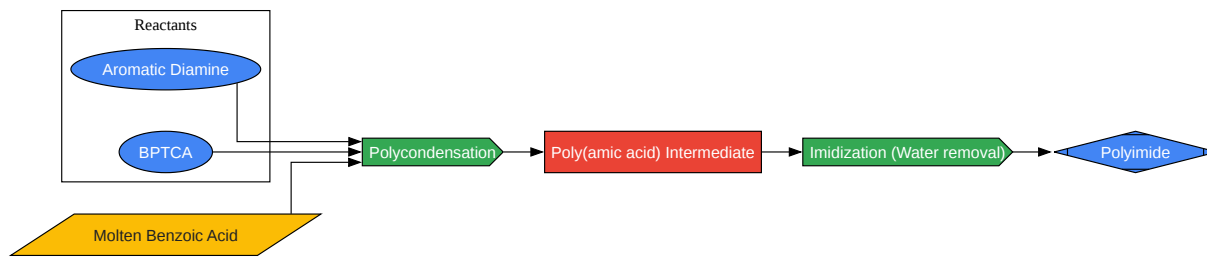 Reactants
Aromatic Diamine
BPTCA
Polycondensation
Poly(amic acid) Intermediate
Imidization (Water removal)
Polyimide
Molten Benzoic Acid